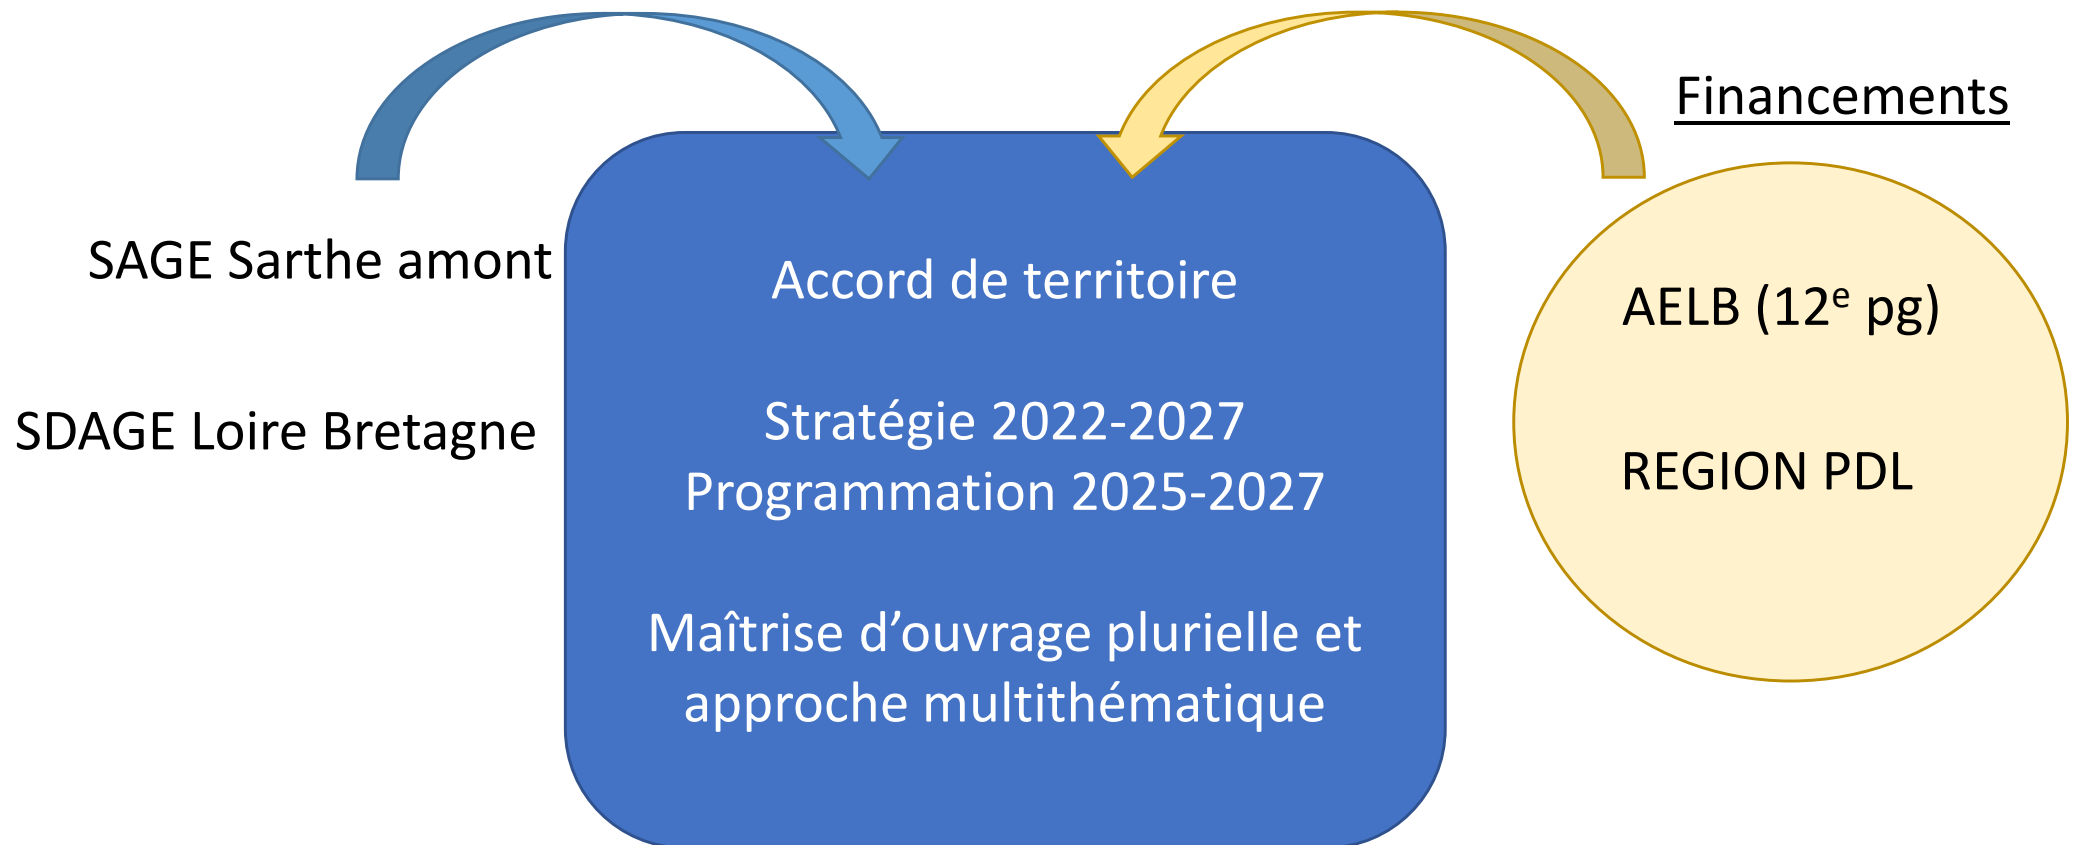 SAGE Sarthe amont
SDAGE Loire Bretagne
Accord de territoire
Stratégie 2022-2027
Programmation 2025-2027
Maîtrise d’ouvrage plurielle et
approche multithématique
Financements
AELB (12e pg)
REGION PDL